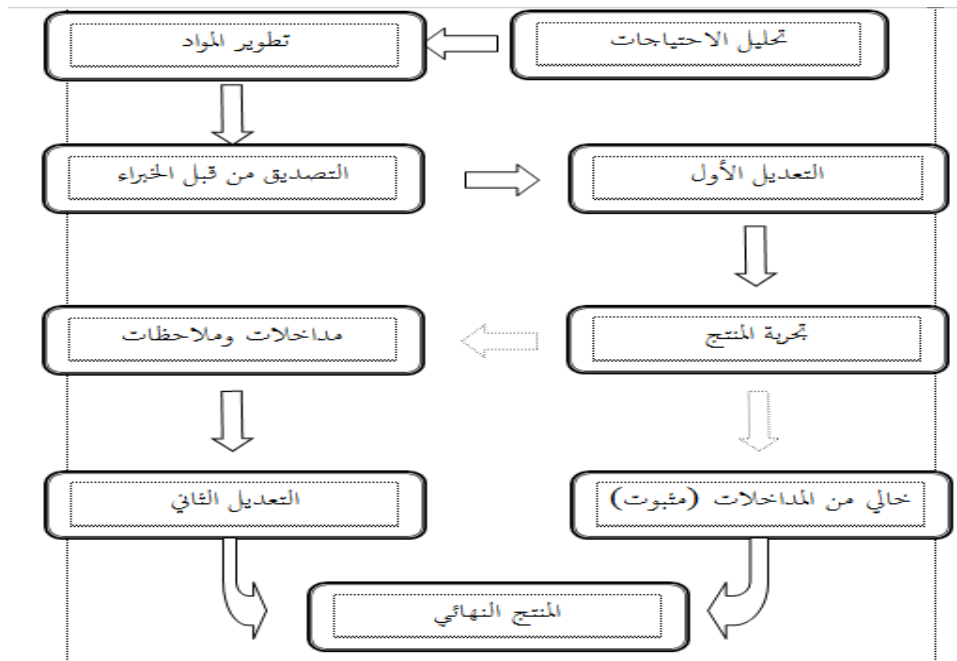 تحليل الاحتياجات
تطوير المواد
التصديق من قبل الخبراء
التعديل الأول
تجربة المنتج
مداخلات وملاحظات
خالي من المداخلات (مثبوت)
التعديل الثاني
المنتج النهائي